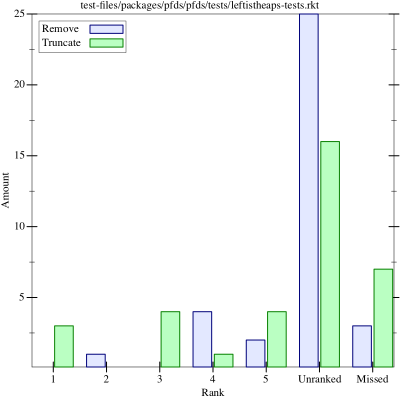 test-files/packages/pfds/pfds/tests/leftistheaps-tests.rkt
Remove
Truncate
25
20
15
10
5
Amount
1 2 3 4 5 Unranked Missed
Rank